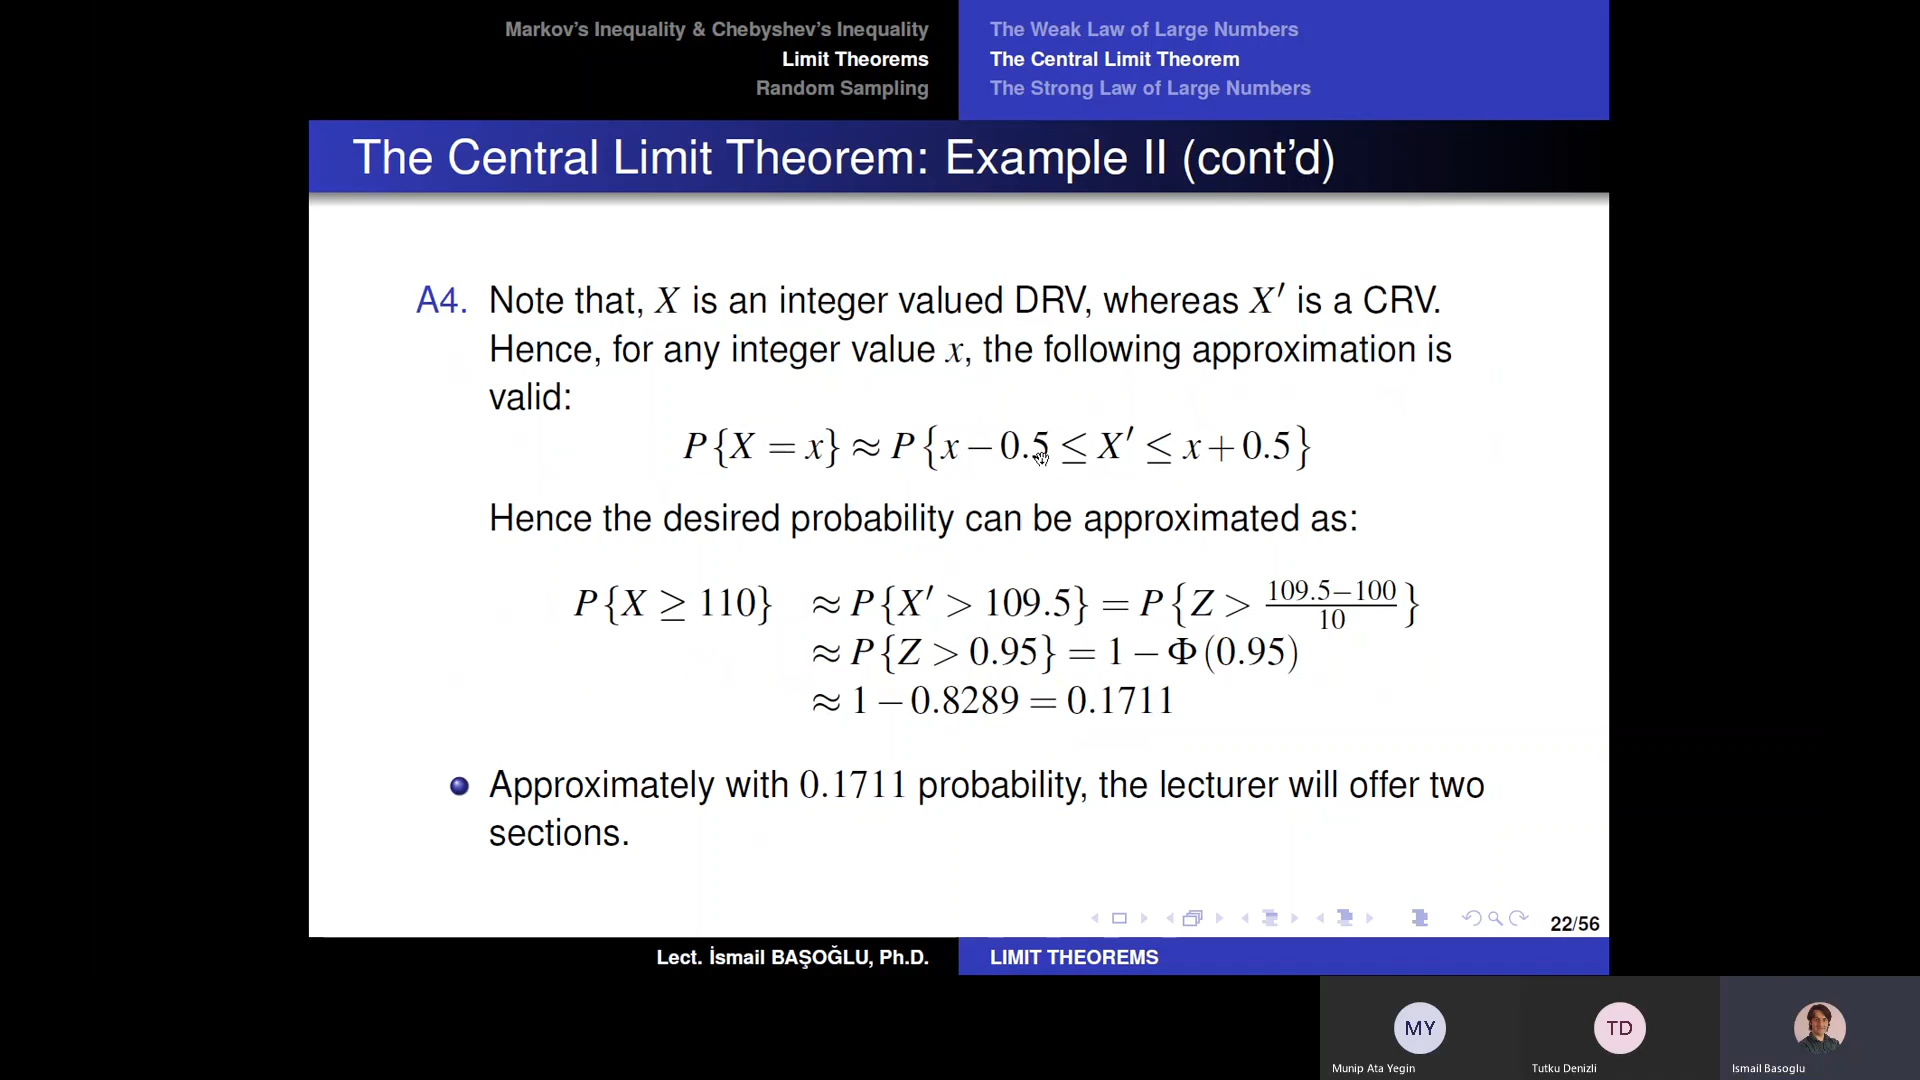 Markov's Inequality & Chebyshev's Inequality
Limit Theorems
Random Sampling
The Weak Law of Large Numbers
The Central Limit Theorem
The Strong Law of Large Numbers
The Central Limit Theorem: Example II (cont'd)
A4. Note that, X is an integer valued DRV, whereas X′ is a CRV.
Hence, for any integer value x, the following approximation is
valid:
P{X = x} ≈ P{x − 0.5 ≤ X′ ≤ x + 0.5}
Hence the desired probability can be approximated as:
P{X ≥ 110} ≈ P{X′ > 109.5} = P{Z > (109.5−100)/10}
≈ P{Z > 0.95} = 1 − Φ(0.95)
≈ 1 − 0.8289 = 0.1711
Approximately with 0.1711 probability, the lecturer will offer two
sections.
22/56
Lect. İsmail BAŞOĞLU, Ph.D.
LIMIT THEOREMS
MY
TD
Munip Ata Yegin
Tutku Denizli
Ismail Basoglu